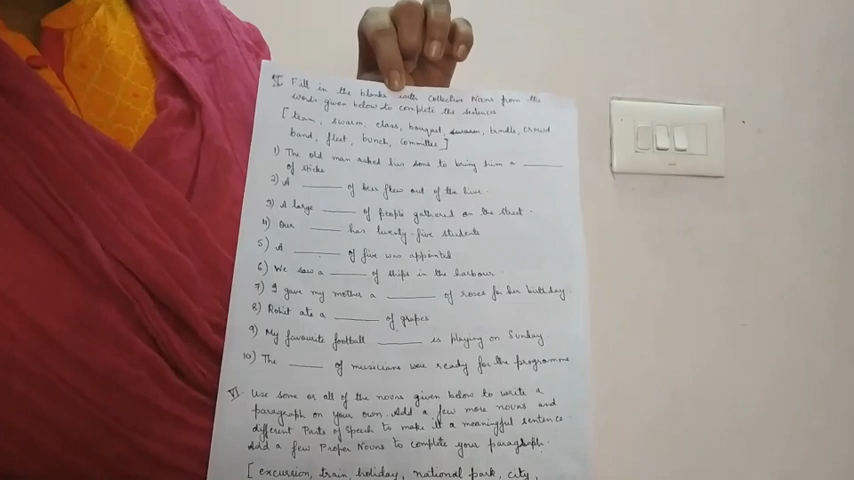 V Fill in the blanks with Collective Nouns from the
words given below to complete the sentences
[team, swarm, class, bouquet, swarm, bundle, crowd
band, fleet, bunch, committee]
1) The old man asked his sons to bring him a ______
of sticks
2) A ______ of bees flew out of the hive.
3) A large ______ of people gathered on the street.
4) Our ______ has twenty-five students
5) A ______ of five was appointed
6) We saw a ______ of ships in the harbour.
7) I gave my mother a ______ of roses for her birthday.
8) Rohit ate a ______ of grapes
9) My favourite football ______ is playing on Sunday.
10) The ______ of musicians were ready for the programme
VI Use some or all of the nouns given below to write a
paragraph on your own. Add a few more nouns and
different Parts of Speech to make it a meaningful sentence.
Add a few Proper Nouns to complete your paragraph.
[excursion, train, holiday, national park, city,